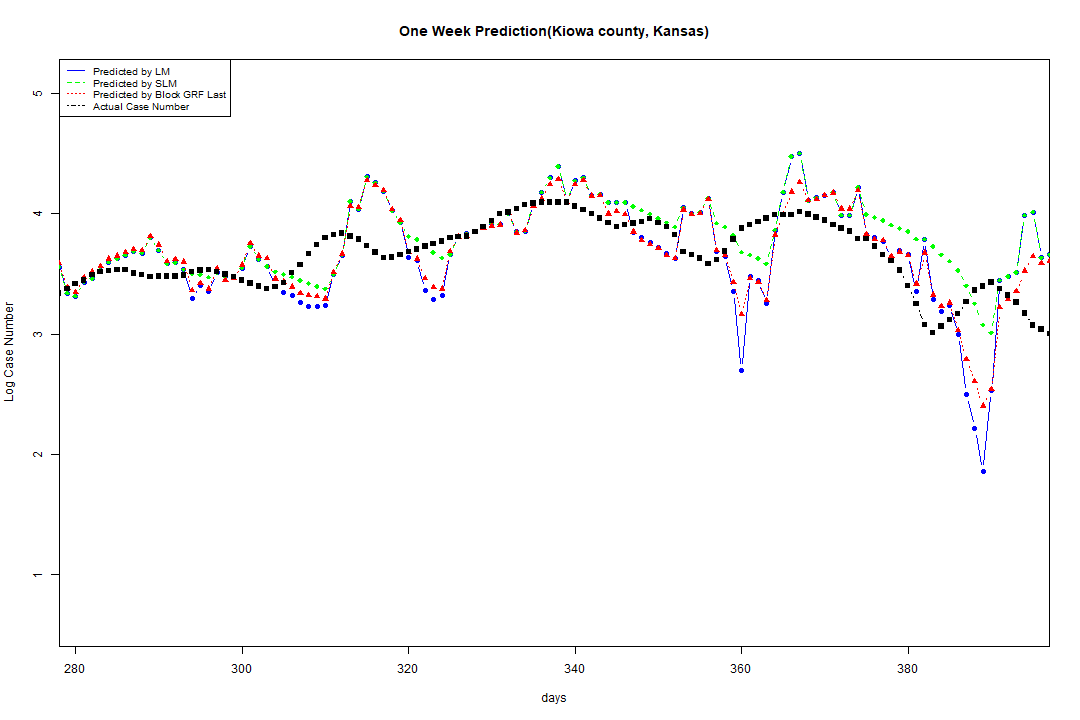 One Week Prediction(Kiowa county, Kansas)
Predicted by LM
Predicted by SLM
Predicted by Block GRF Last
Actual Case Number
5
4
3
2
1
Log Case Number
280 300 320 340 360 380
days